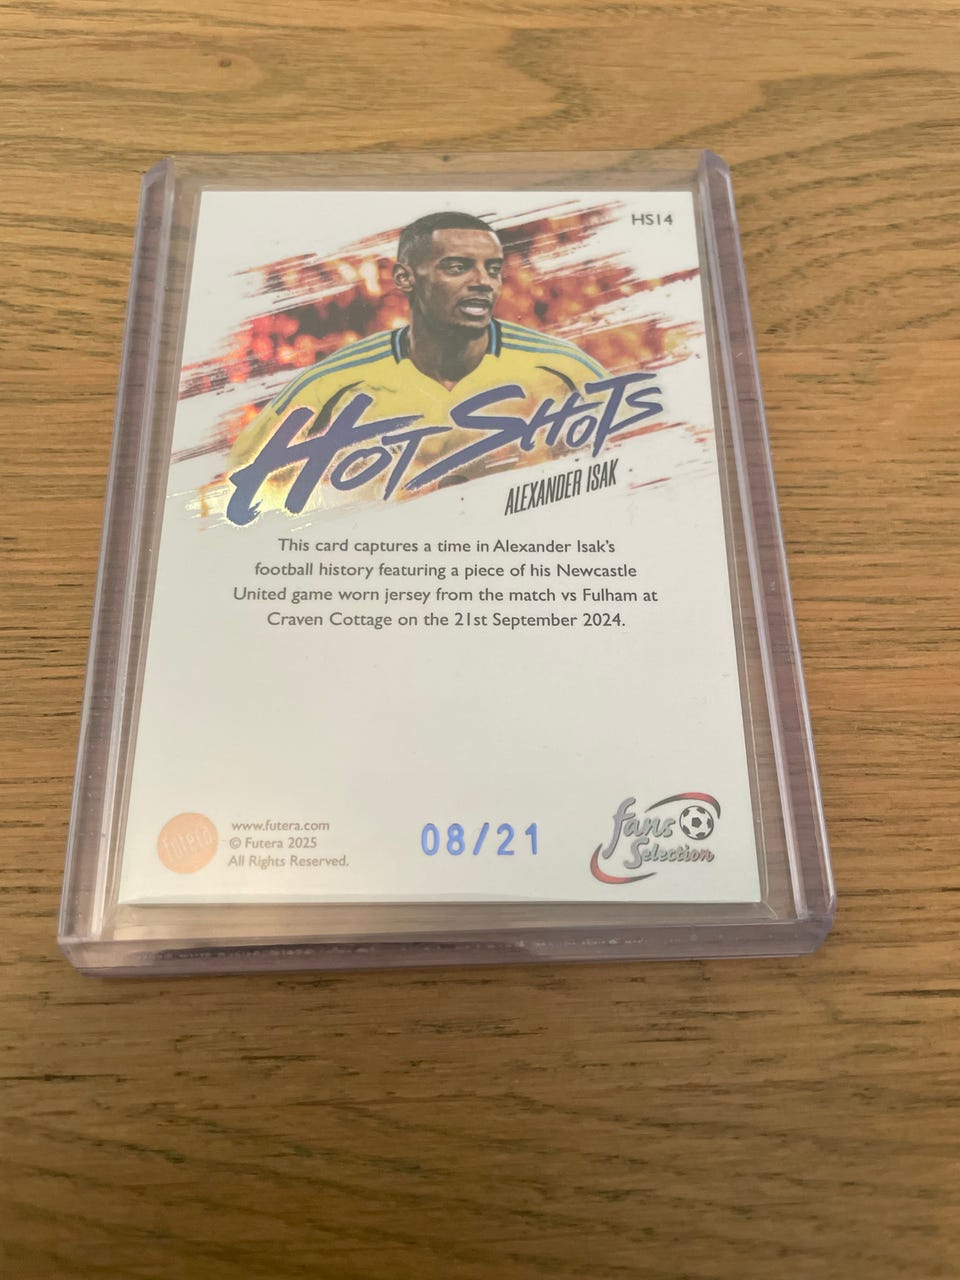 HS14
HOT SHOTS
ALEXANDER ISAK
This card captures a time in Alexander Isak's
football history featuring a piece of his Newcastle
United game worn jersey from the match vs Fulham at
Craven Cottage on the 21st September 2024.
futera
www.futera.com
© Futera 2025
All Rights Reserved.
08/21
fans
Selection